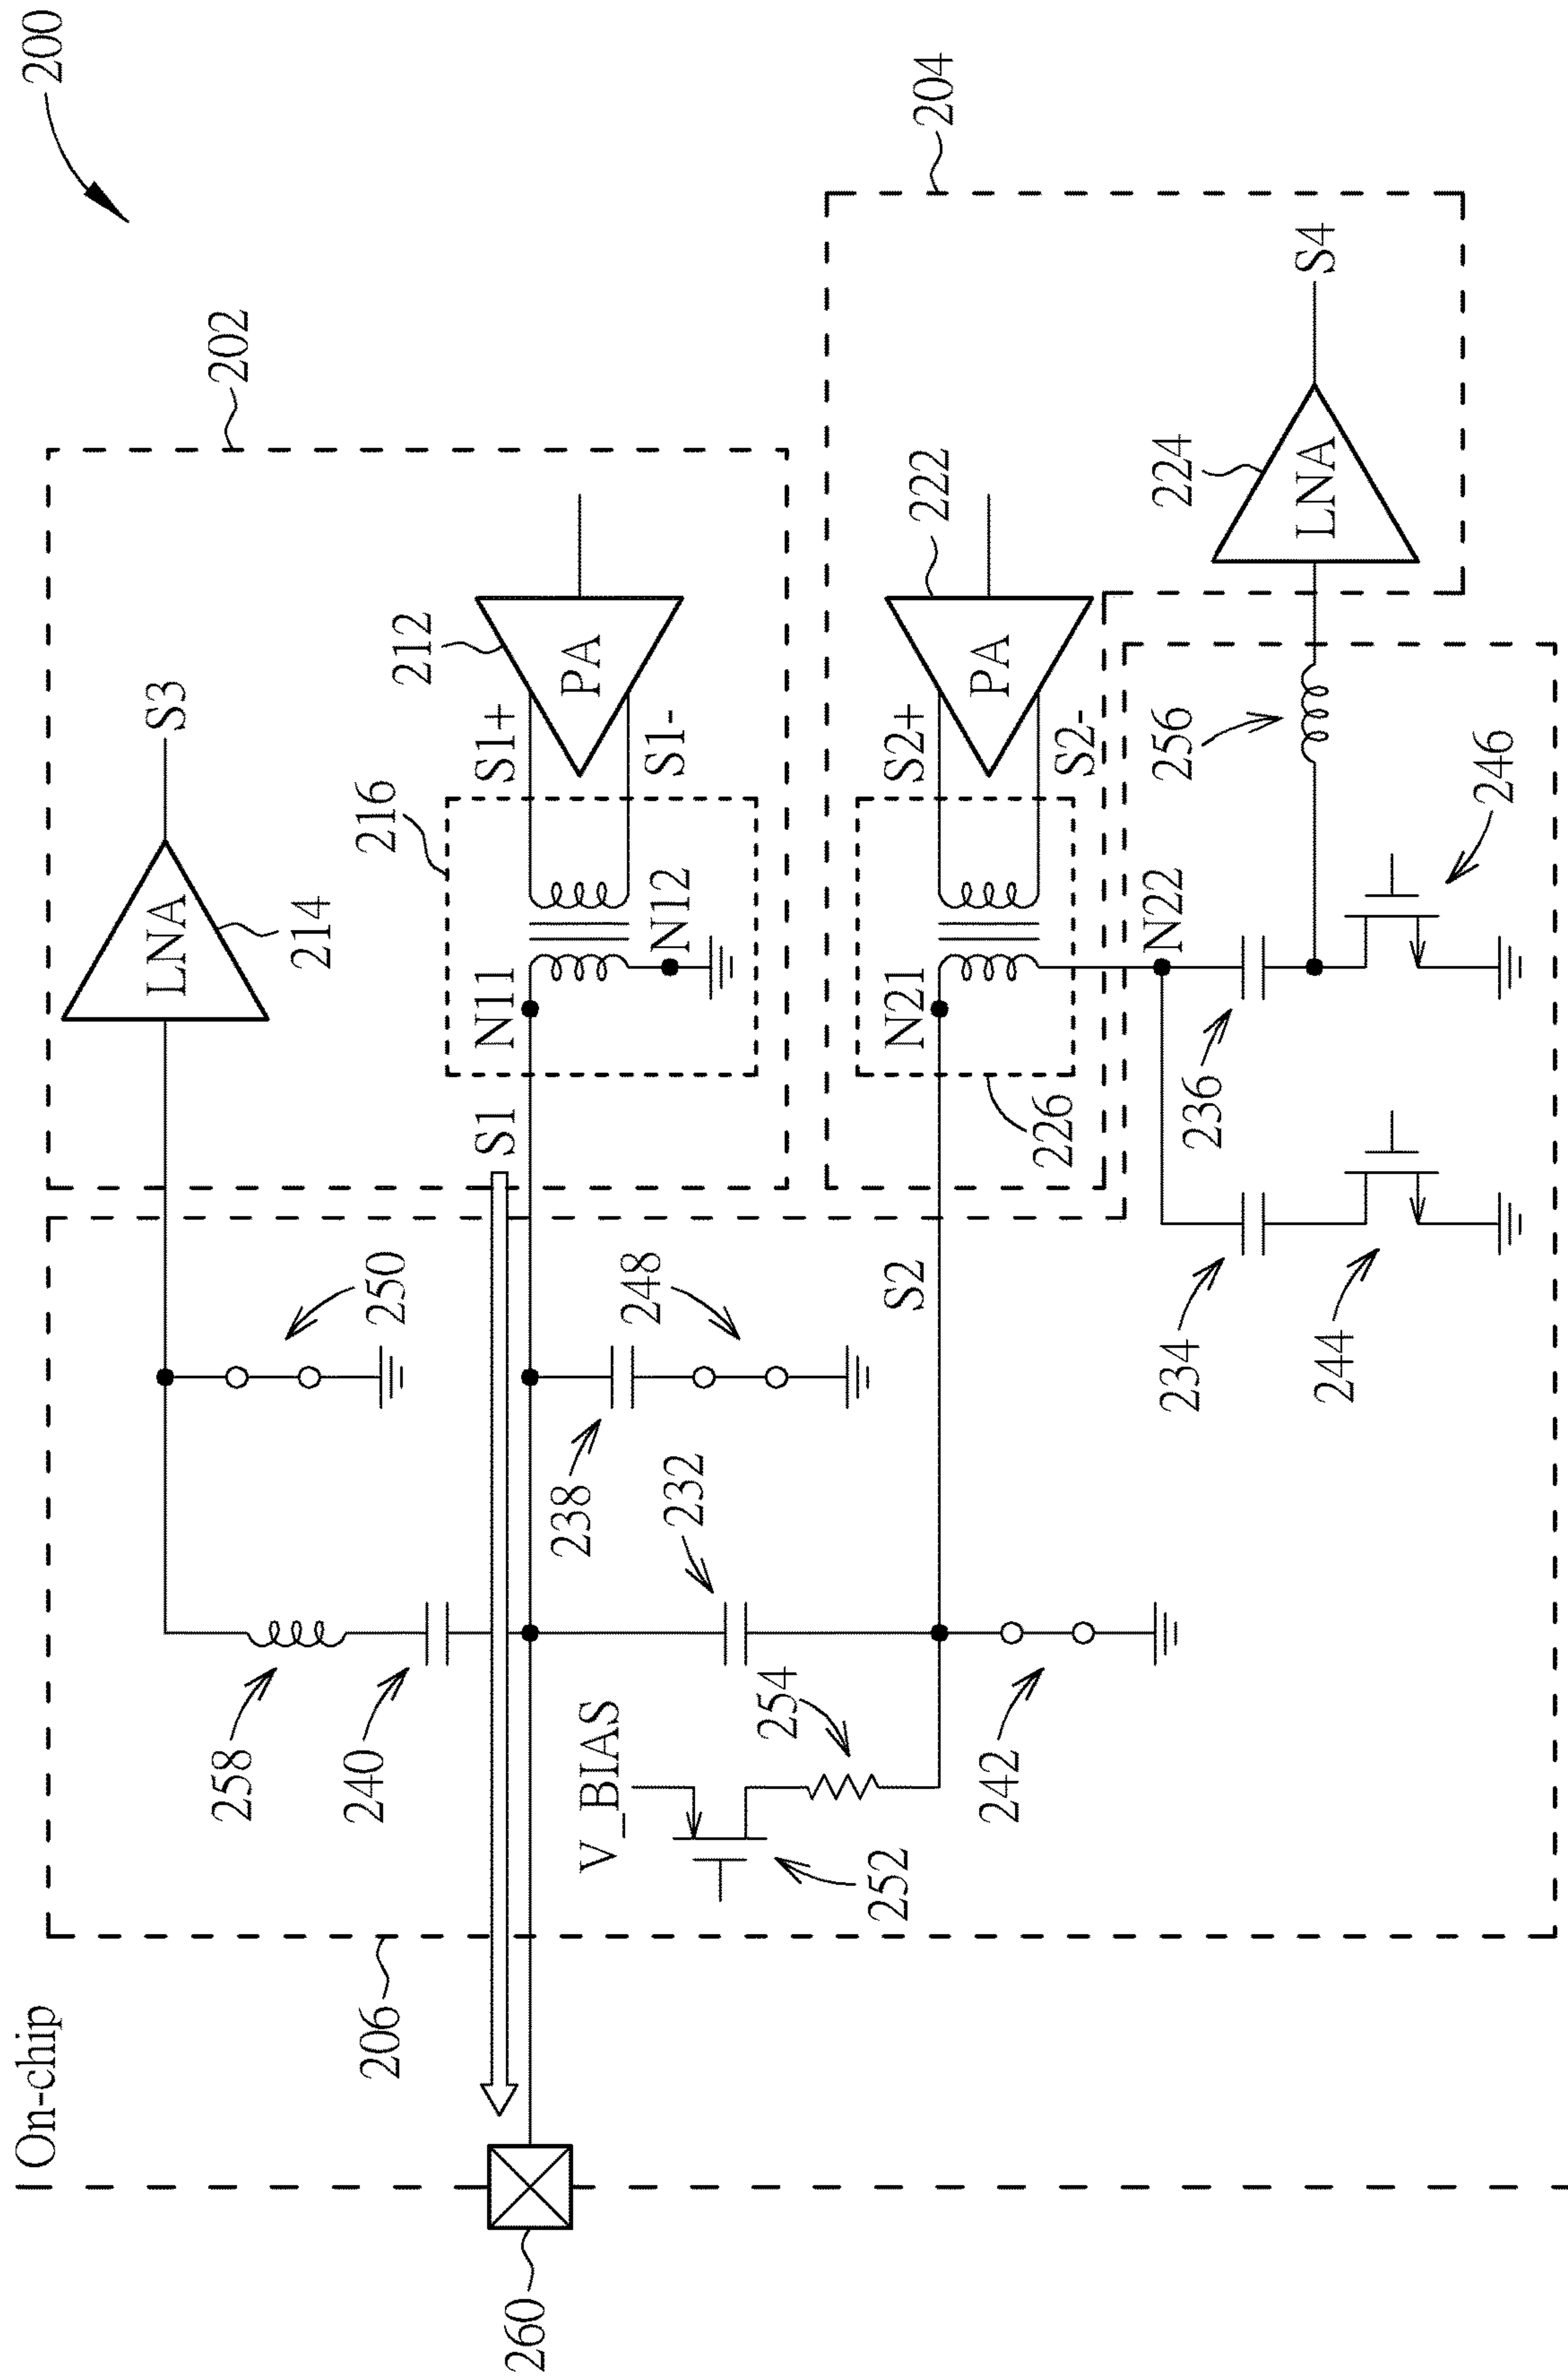 200
On-chip
202
204
206
260
LNA
214
S3
250
258
240
216
212
PA
S1+
S1-
N11
N12
S1
238
248
232
V_BIAS
254
252
242
S2
222
PA
S2+
S2-
N21
N22
226
224
LNA
S4
256
236
246
234
244